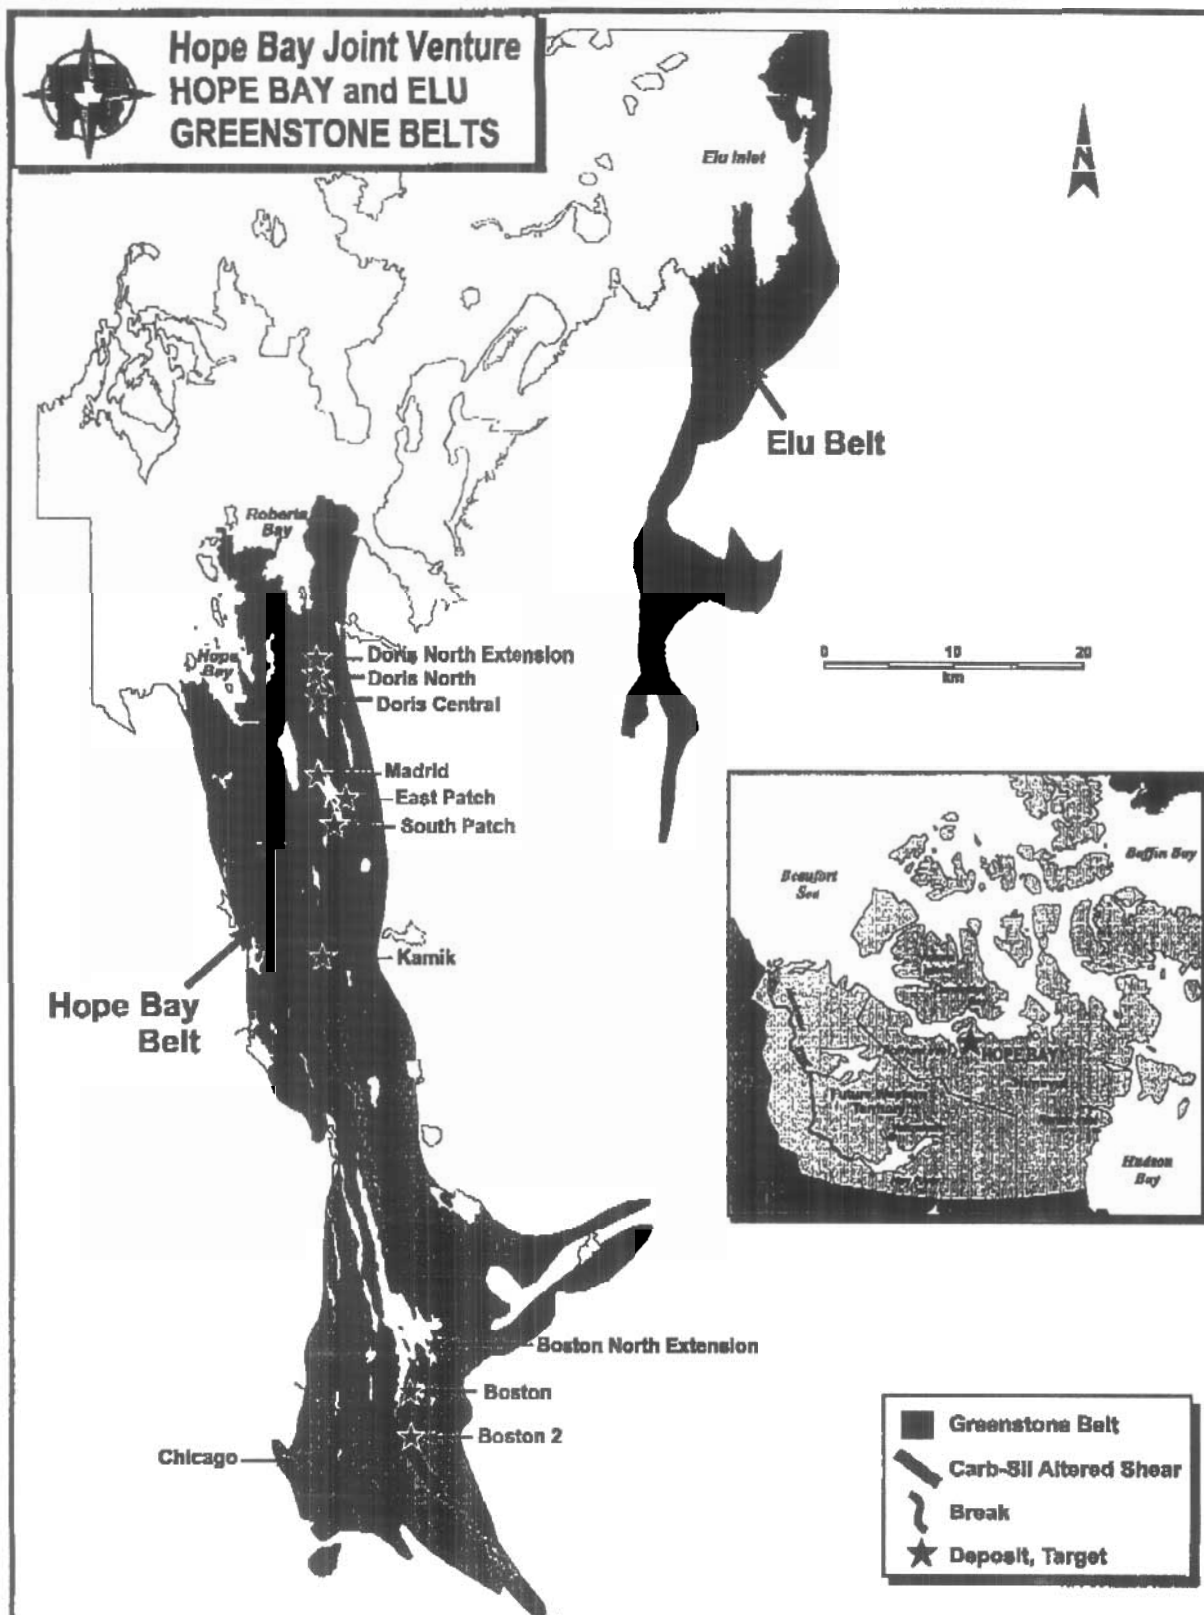 Hope Bay Joint Venture
HOPE BAY and ELU
GREENSTONE BELTS
Elu Inlet
N
Elu Belt
Roberts
Bay
Hope
Bay
Doris North Extension
Doris North
Doris Central
0 10 20
km
Madrid
East Patch
South Patch
Kamik
Hope Bay
Belt
Beaufort
Sea
Baffin Bay
HOPE BAY
Future Western
Territory
Hudson
Bay
Boston North Extension
Boston
Boston 2
Chicago
Greenstone Belt
Carb-Sil Altered Shear
Break
Deposit, Target